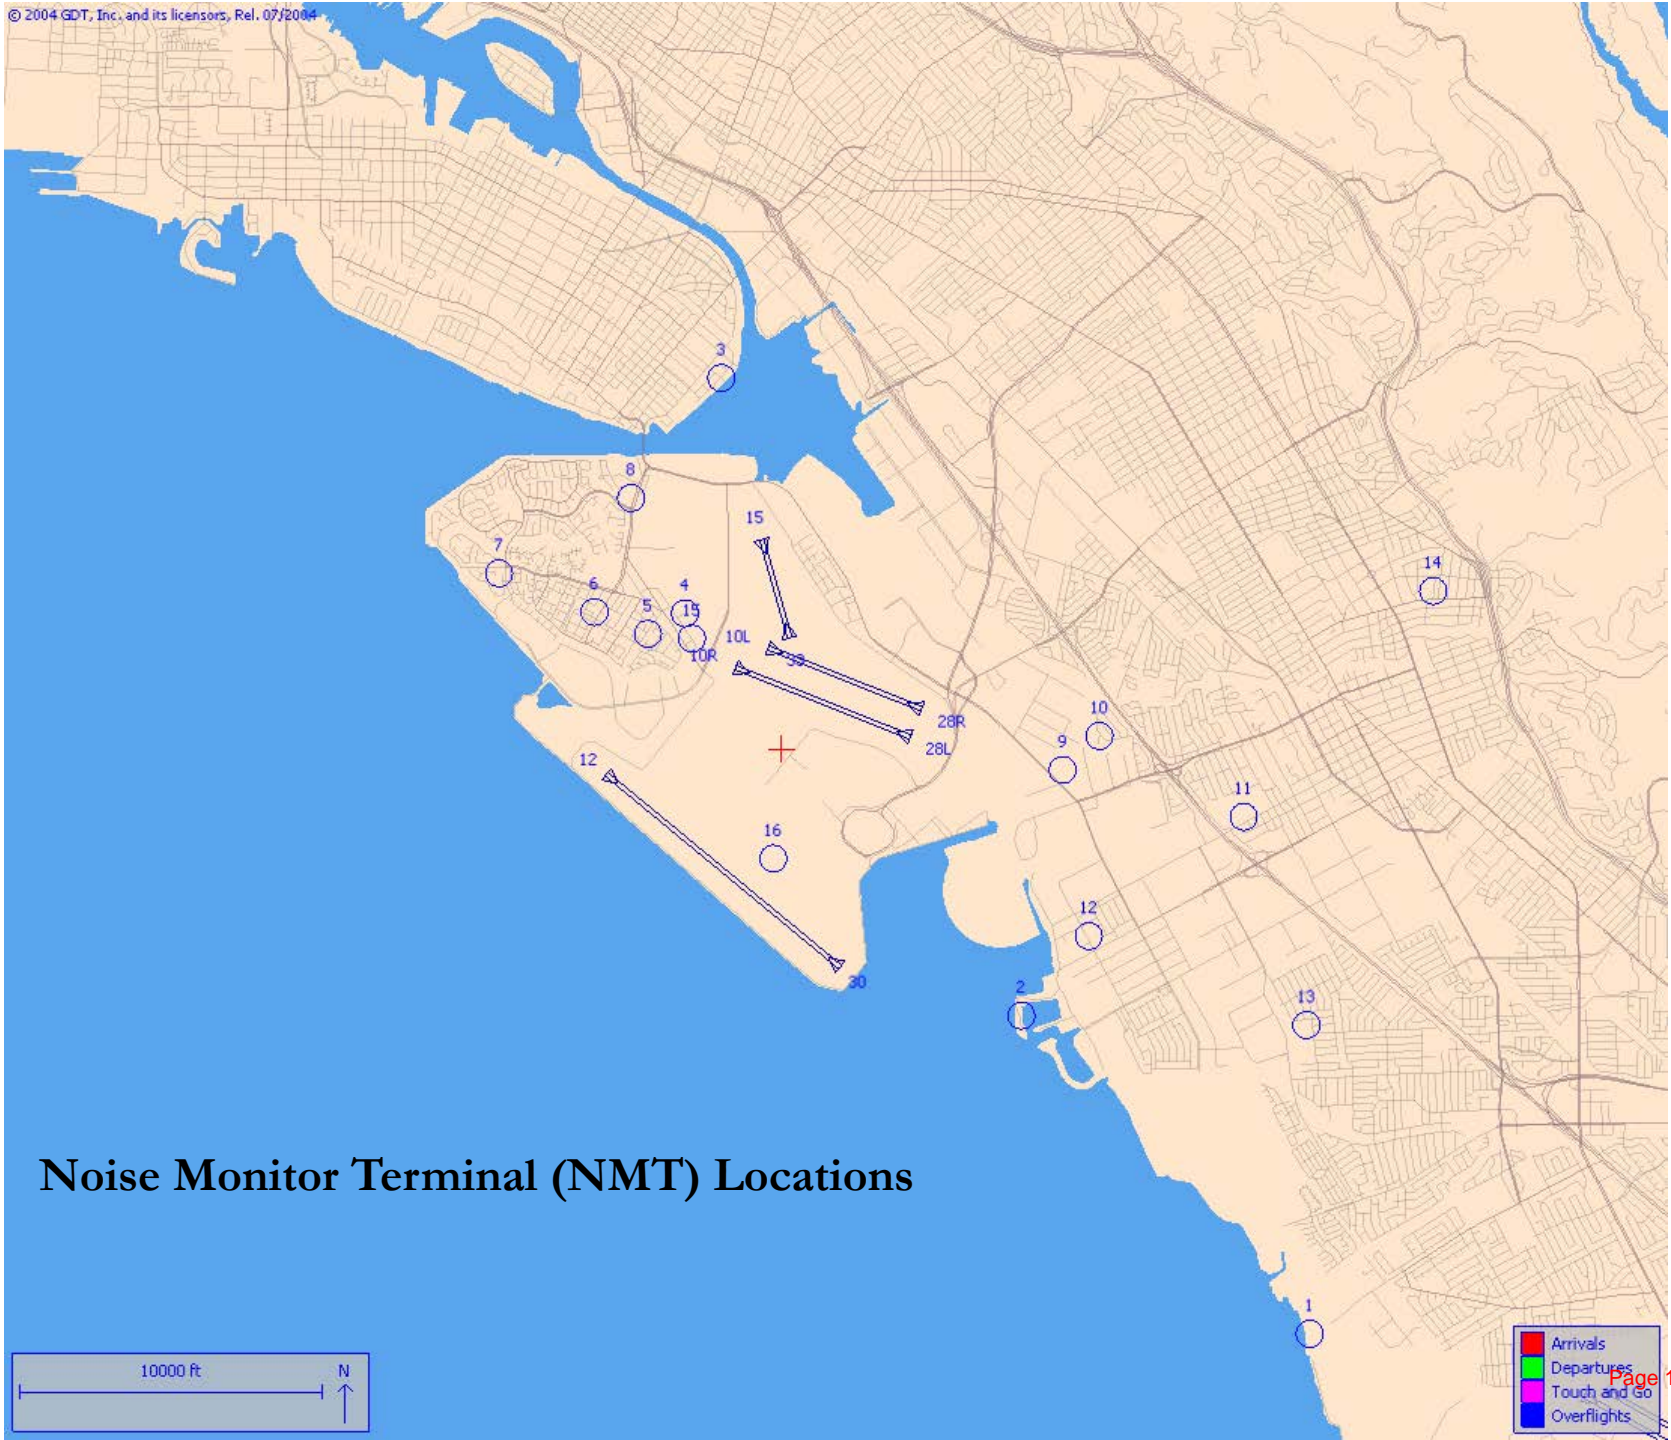 © 2004 GDT, Inc. and its licensors, Rel. 07/2004
3
8
15
7
14
6
5
4
15
10L
10R
33
10
28R
9
28L
12
11
16
12
2
30
13
Noise Monitor Terminal (NMT) Locations
1
10000 ft
N
Arrivals
Departures
Page 1
Touch and Go
Overflights